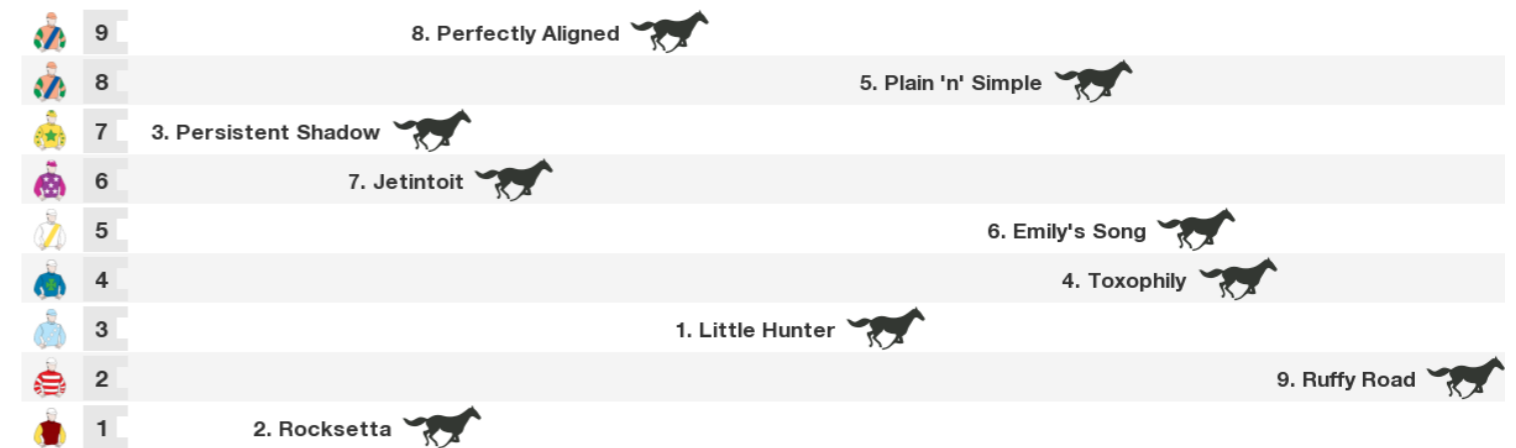 9 8. Perfectly Aligned
8 5. Plain 'n' Simple
7 3. Persistent Shadow
6 7. Jetintoit
5 6. Emily's Song
4 4. Toxophily
3 1. Little Hunter
2 9. Ruffy Road
1 2. Rocksetta